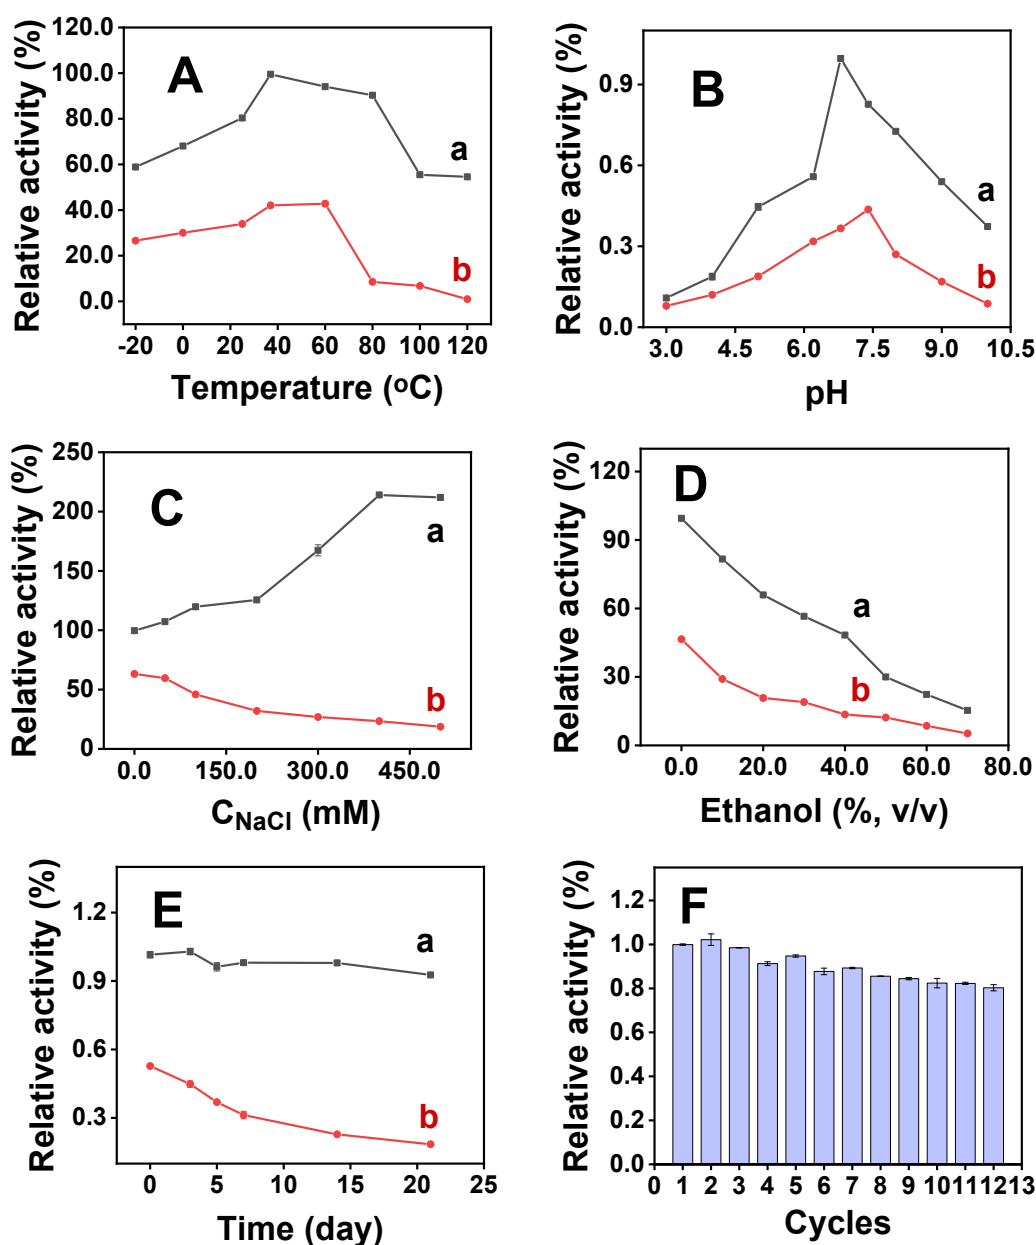 A
Relative activity (%)
120.0
100.0
80.0
60.0
40.0
20.0
0.0
a
b
-20 0 20 40 60 80 100 120
Temperature (oC)
B
Relative activity (%)
0.9
0.6
0.3
0.0
a
b
3.0 4.5 6.0 7.5 9.0 10.5
pH
C
Relative activity (%)
250
200
150
100
50
0
a
b
0.0 150.0 300.0 450.0
CNaCl (mM)
D
Relative activity (%)
120
90
60
30
0
a
b
0.0 20.0 40.0 60.0 80.0
Ethanol (%, v/v)
E
Relative activity (%)
1.2
0.9
0.6
0.3
a
b
0 5 10 15 20 25
Time (day)
F
Relative activity (%)
1.2
1.0
0.8
0.6
0.4
0.2
0.0
0 1 2 3 4 5 6 7 8 9 10 11 12 13
Cycles